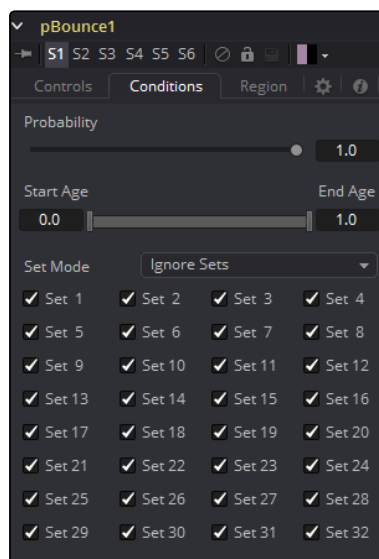 pBounce1
S1 S2 S3 S4 S5 S6
Controls Conditions Region
Probability
1.0
Start Age End Age
0.0 1.0
Set Mode Ignore Sets
Set 1 Set 2 Set 3 Set 4
Set 5 Set 6 Set 7 Set 8
Set 9 Set 10 Set 11 Set 12
Set 13 Set 14 Set 15 Set 16
Set 17 Set 18 Set 19 Set 20
Set 21 Set 22 Set 23 Set 24
Set 25 Set 26 Set 27 Set 28
Set 29 Set 30 Set 31 Set 32